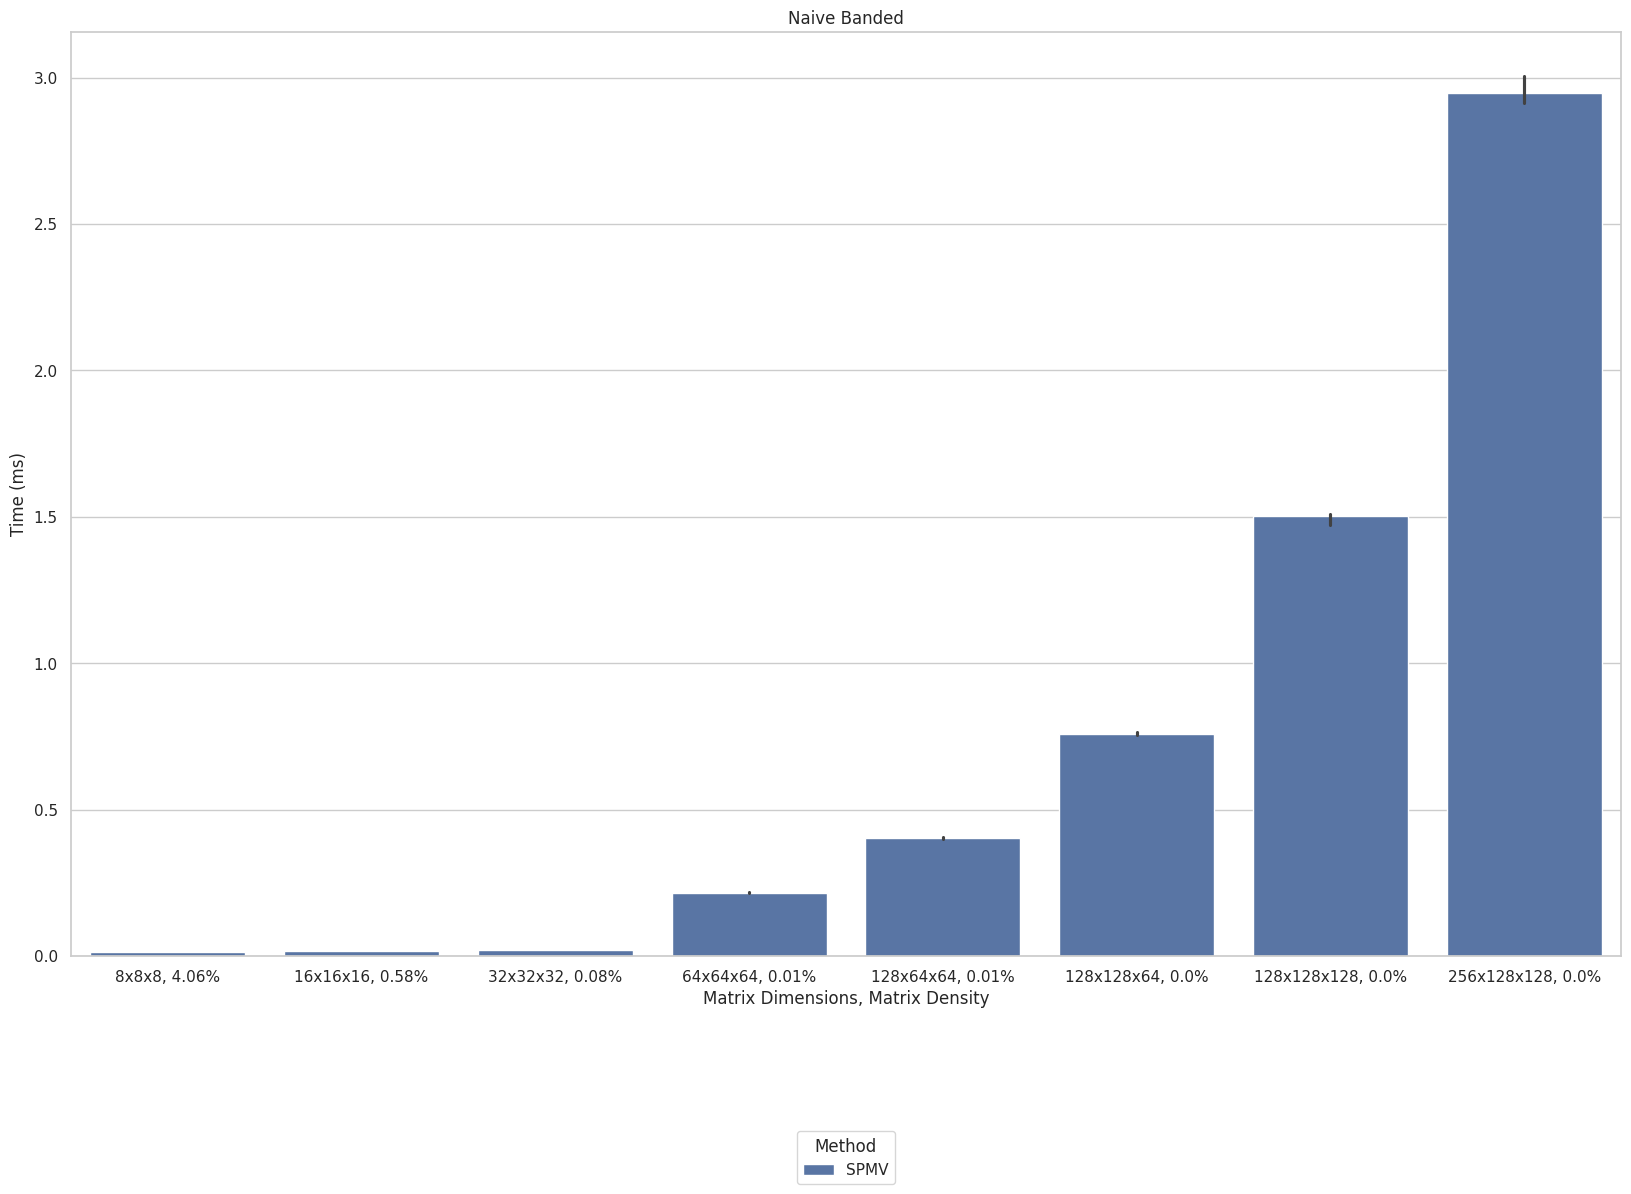 Naive Banded
3.0
2.5
2.0
1.5
1.0
0.5
0.0
Time (ms)
8x8x8, 4.06%
16x16x16, 0.58%
32x32x32, 0.08%
64x64x64, 0.01%
128x64x64, 0.01%
128x128x64, 0.0%
128x128x128, 0.0%
256x128x128, 0.0%
Matrix Dimensions, Matrix Density
Method
SPMV